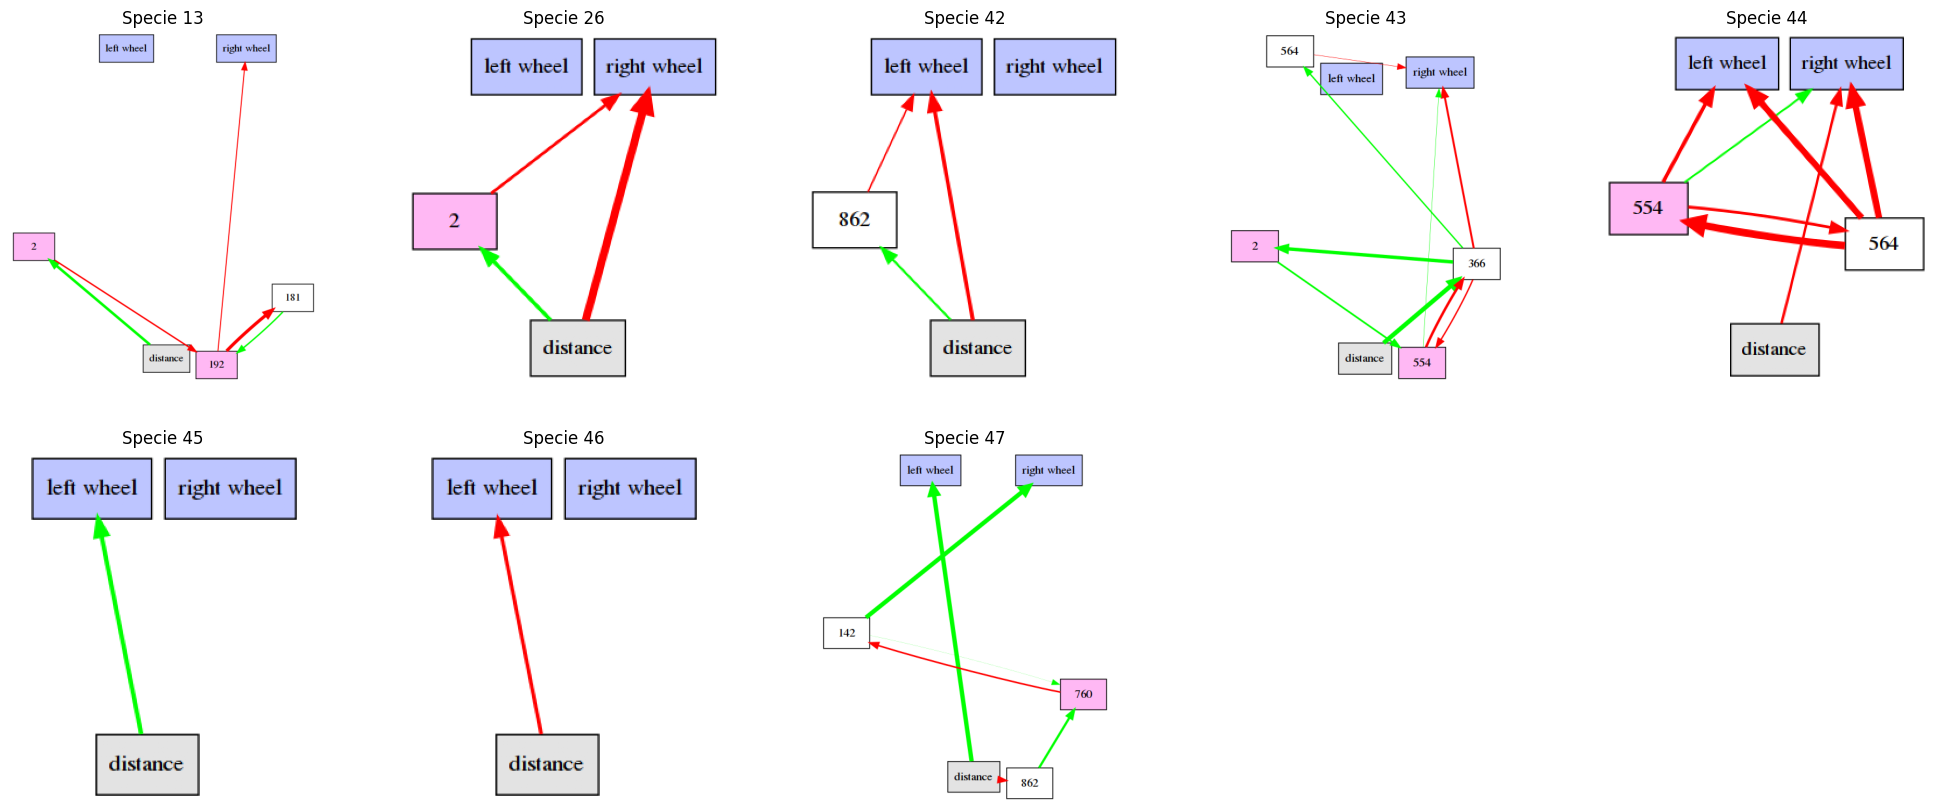 Specie 13
left wheel
right wheel
2
181
distance
192
Specie 26
left wheel
right wheel
2
distance
Specie 42
left wheel
right wheel
862
distance
Specie 43
564
left wheel
right wheel
2
366
distance
554
Specie 44
left wheel
right wheel
554
564
distance
Specie 45
left wheel
right wheel
distance
Specie 46
left wheel
right wheel
distance
Specie 47
left wheel
right wheel
142
760
distance
862